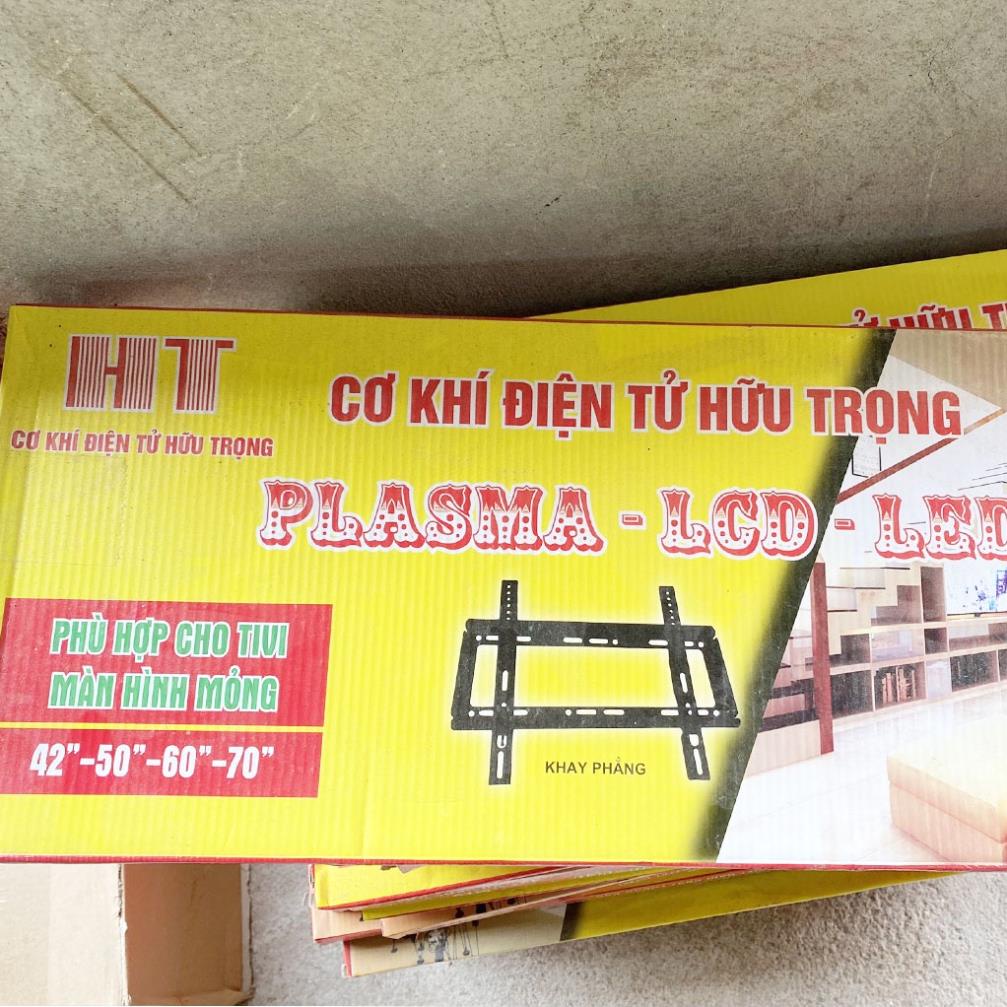 HT
CƠ KHÍ ĐIỆN TỬ HỮU TRỌNG
CƠ KHÍ ĐIỆN TỬ HỮU TRỌNG
PLASMA - LCD - LED
PHÙ HỢP CHO TIVI
MÀN HÌNH MỎNG
42”-50”-60”-70”
KHAY PHẲNG
HỮU